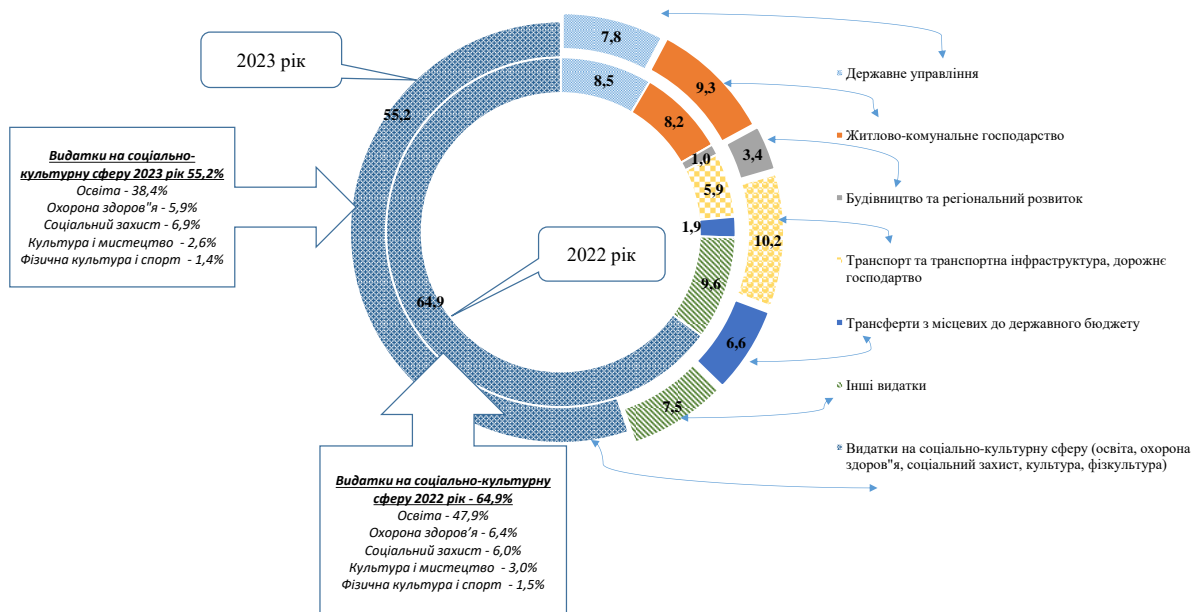 2023 рік
7,8
8,5
9,3
8,2
3,4
1,0
5,9
10,2
1,9
9,6
6,6
7,5
55,2
64,9
2022 рік
Видатки на соціально-
культурну сферу 2023 рік 55,2%
Освіта - 38,4%
Охорона здоров"я - 5,9%
Соціальний захист - 6,9%
Культура і мистецтво - 2,6%
Фізична культура і спорт - 1,4%
Видатки на соціально-культурну
сферу 2022 рік - 64,9%
Освіта - 47,9%
Охорона здоров’я - 6,4%
Соціальний захист - 6,0%
Культура і мистецтво - 3,0%
Фізична культура і спорт - 1,5%
Державне управління
Житлово-комунальне господарство
Будівництво та регіональний розвиток
Транспорт та транспортна інфраструктура, дорожнє
господартво
Трансферти з місцевих до державного бюджету
Інші видатки
Видатки на соціально-культурну сферу (освіта, охорона
здоров"я, соціальний захист, культура, фізкультура)